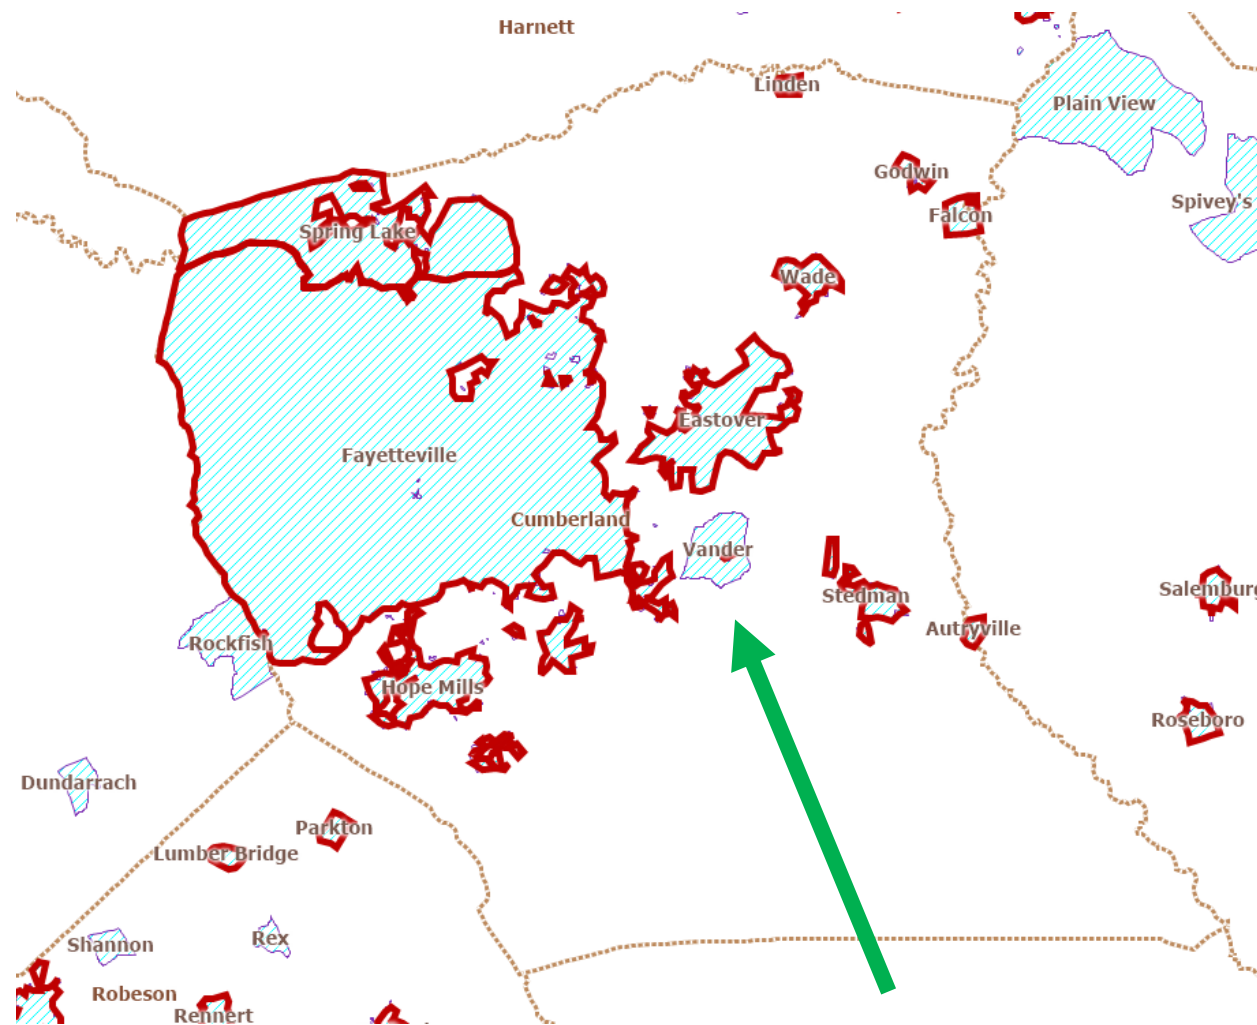 Harnett
Linden
Plain View
Godwin
Spivey's
Falcon
Spring Lake
Wade
Eastover
Fayetteville
Cumberland
Vander
Salemburg
Stedman
Autryville
Rockfish
Hope Mills
Roseboro
Dundarrach
Parkton
Lumber Bridge
Rex
Shannon
Robeson
Rennert